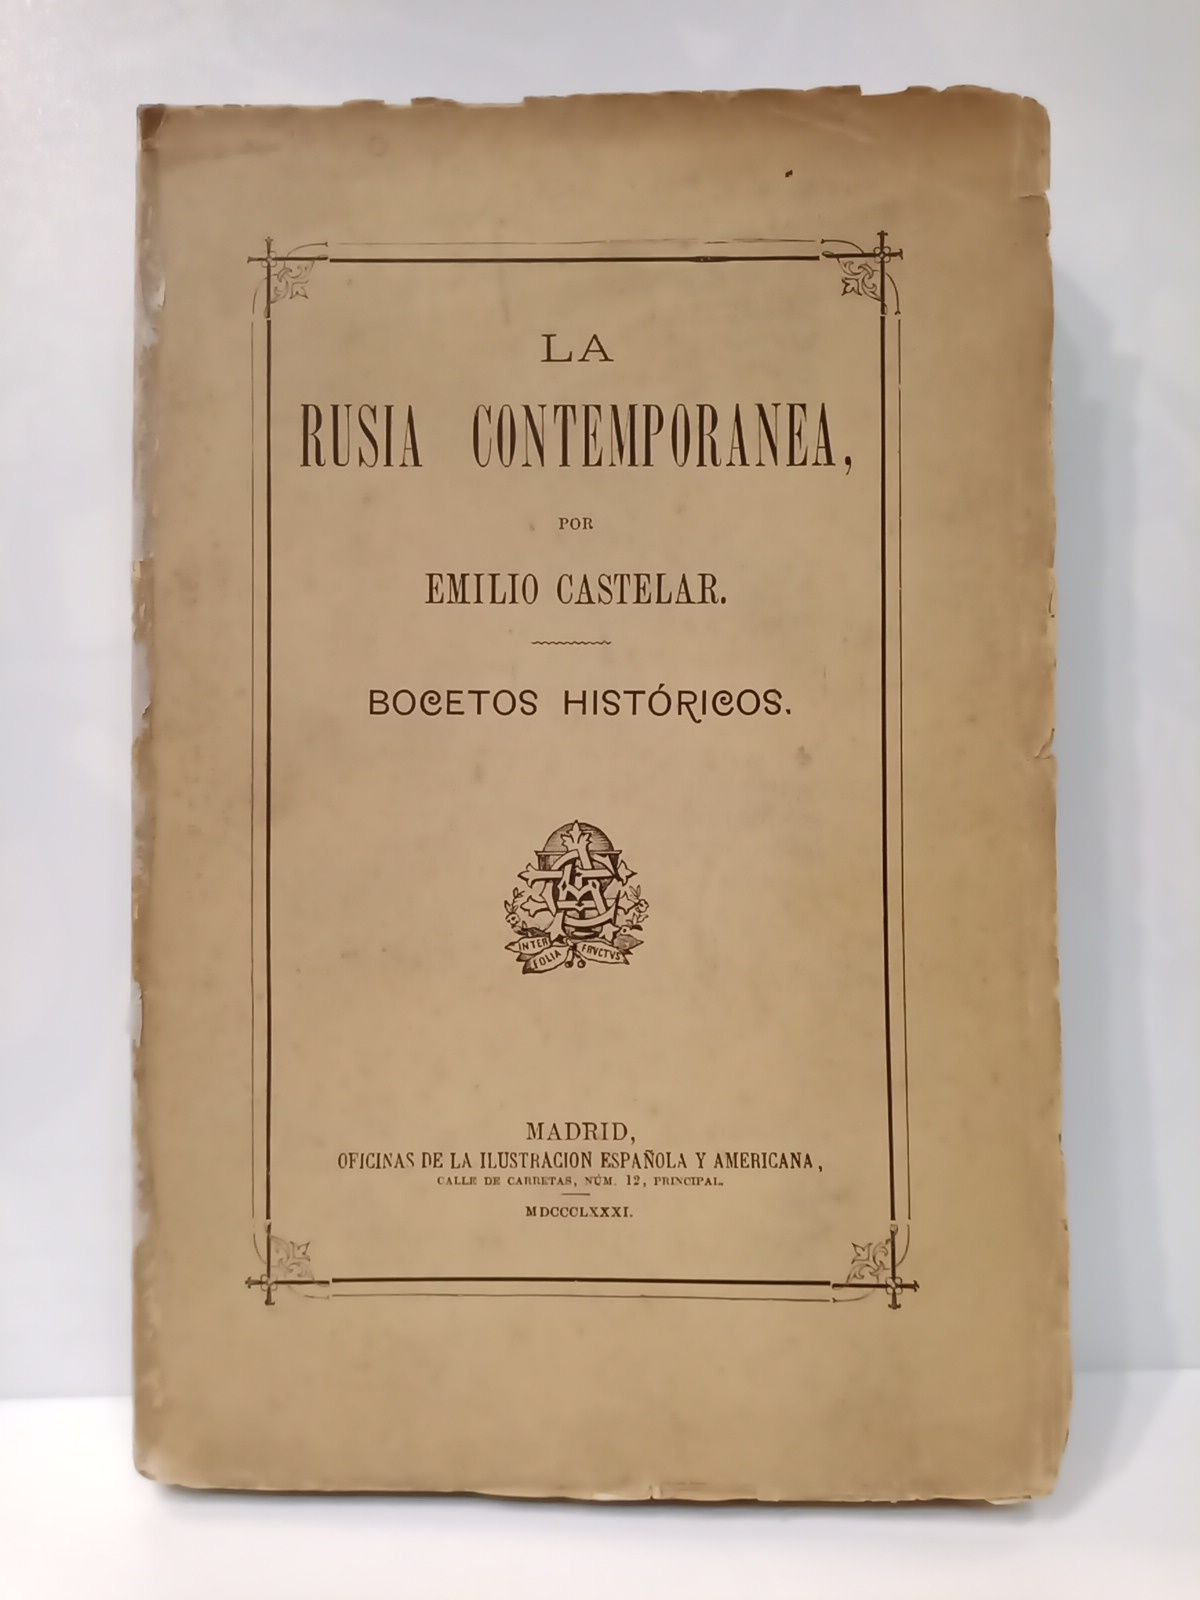 LA
RUSIA CONTEMPORANEA,
POR
EMILIO CASTELAR.
BOCETOS HISTÓRICOS.
INTER FOLIA FRVCTVS
MADRID,
OFICINAS DE LA ILUSTRACION ESPAÑOLA Y AMERICANA,
CALLE DE CARRETAS, NÚM. 12, PRINCIPAL.
MDCCCLXXXI.